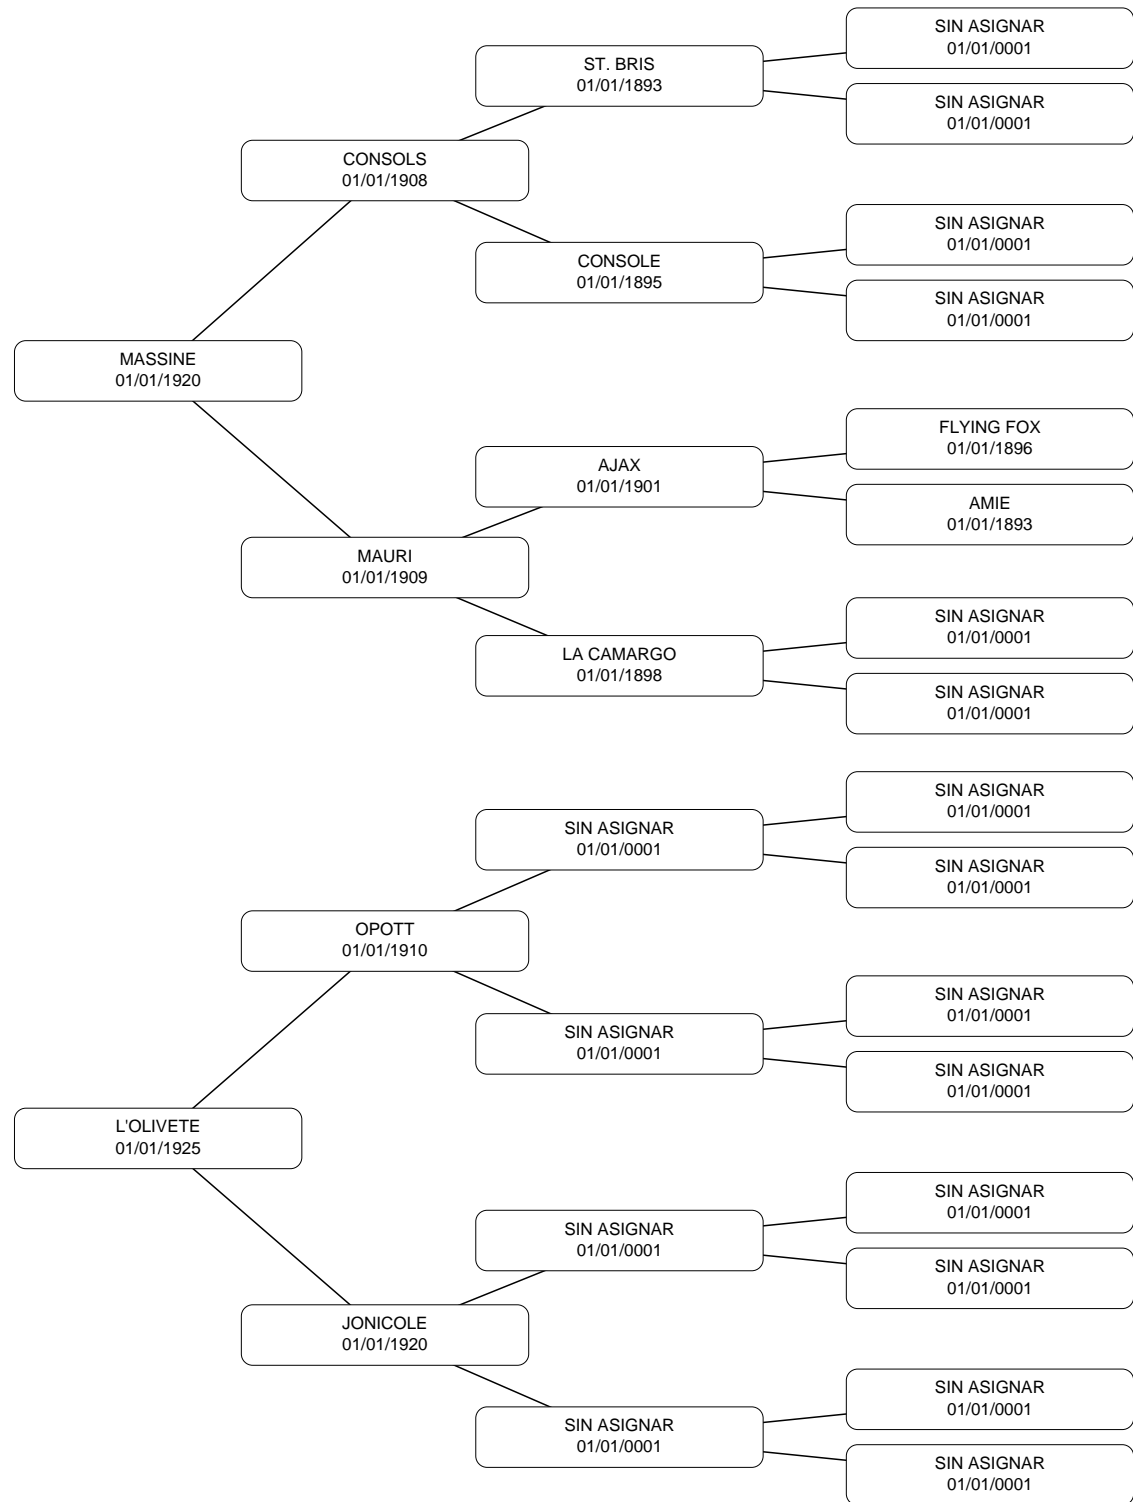 SIN ASIGNAR
01/01/0001
ST. BRIS
01/01/1893
SIN ASIGNAR
01/01/0001
CONSOLS
01/01/1908
SIN ASIGNAR
01/01/0001
CONSOLE
01/01/1895
SIN ASIGNAR
01/01/0001
MASSINE
01/01/1920
FLYING FOX
01/01/1896
AJAX
01/01/1901
AMIE
01/01/1893
MAURI
01/01/1909
SIN ASIGNAR
01/01/0001
LA CAMARGO
01/01/1898
SIN ASIGNAR
01/01/0001
SIN ASIGNAR
01/01/0001
SIN ASIGNAR
01/01/0001
SIN ASIGNAR
01/01/0001
OPOTT
01/01/1910
SIN ASIGNAR
01/01/0001
SIN ASIGNAR
01/01/0001
SIN ASIGNAR
01/01/0001
L'OLIVETE
01/01/1925
SIN ASIGNAR
01/01/0001
SIN ASIGNAR
01/01/0001
SIN ASIGNAR
01/01/0001
JONICOLE
01/01/1920
SIN ASIGNAR
01/01/0001
SIN ASIGNAR
01/01/0001
SIN ASIGNAR
01/01/0001